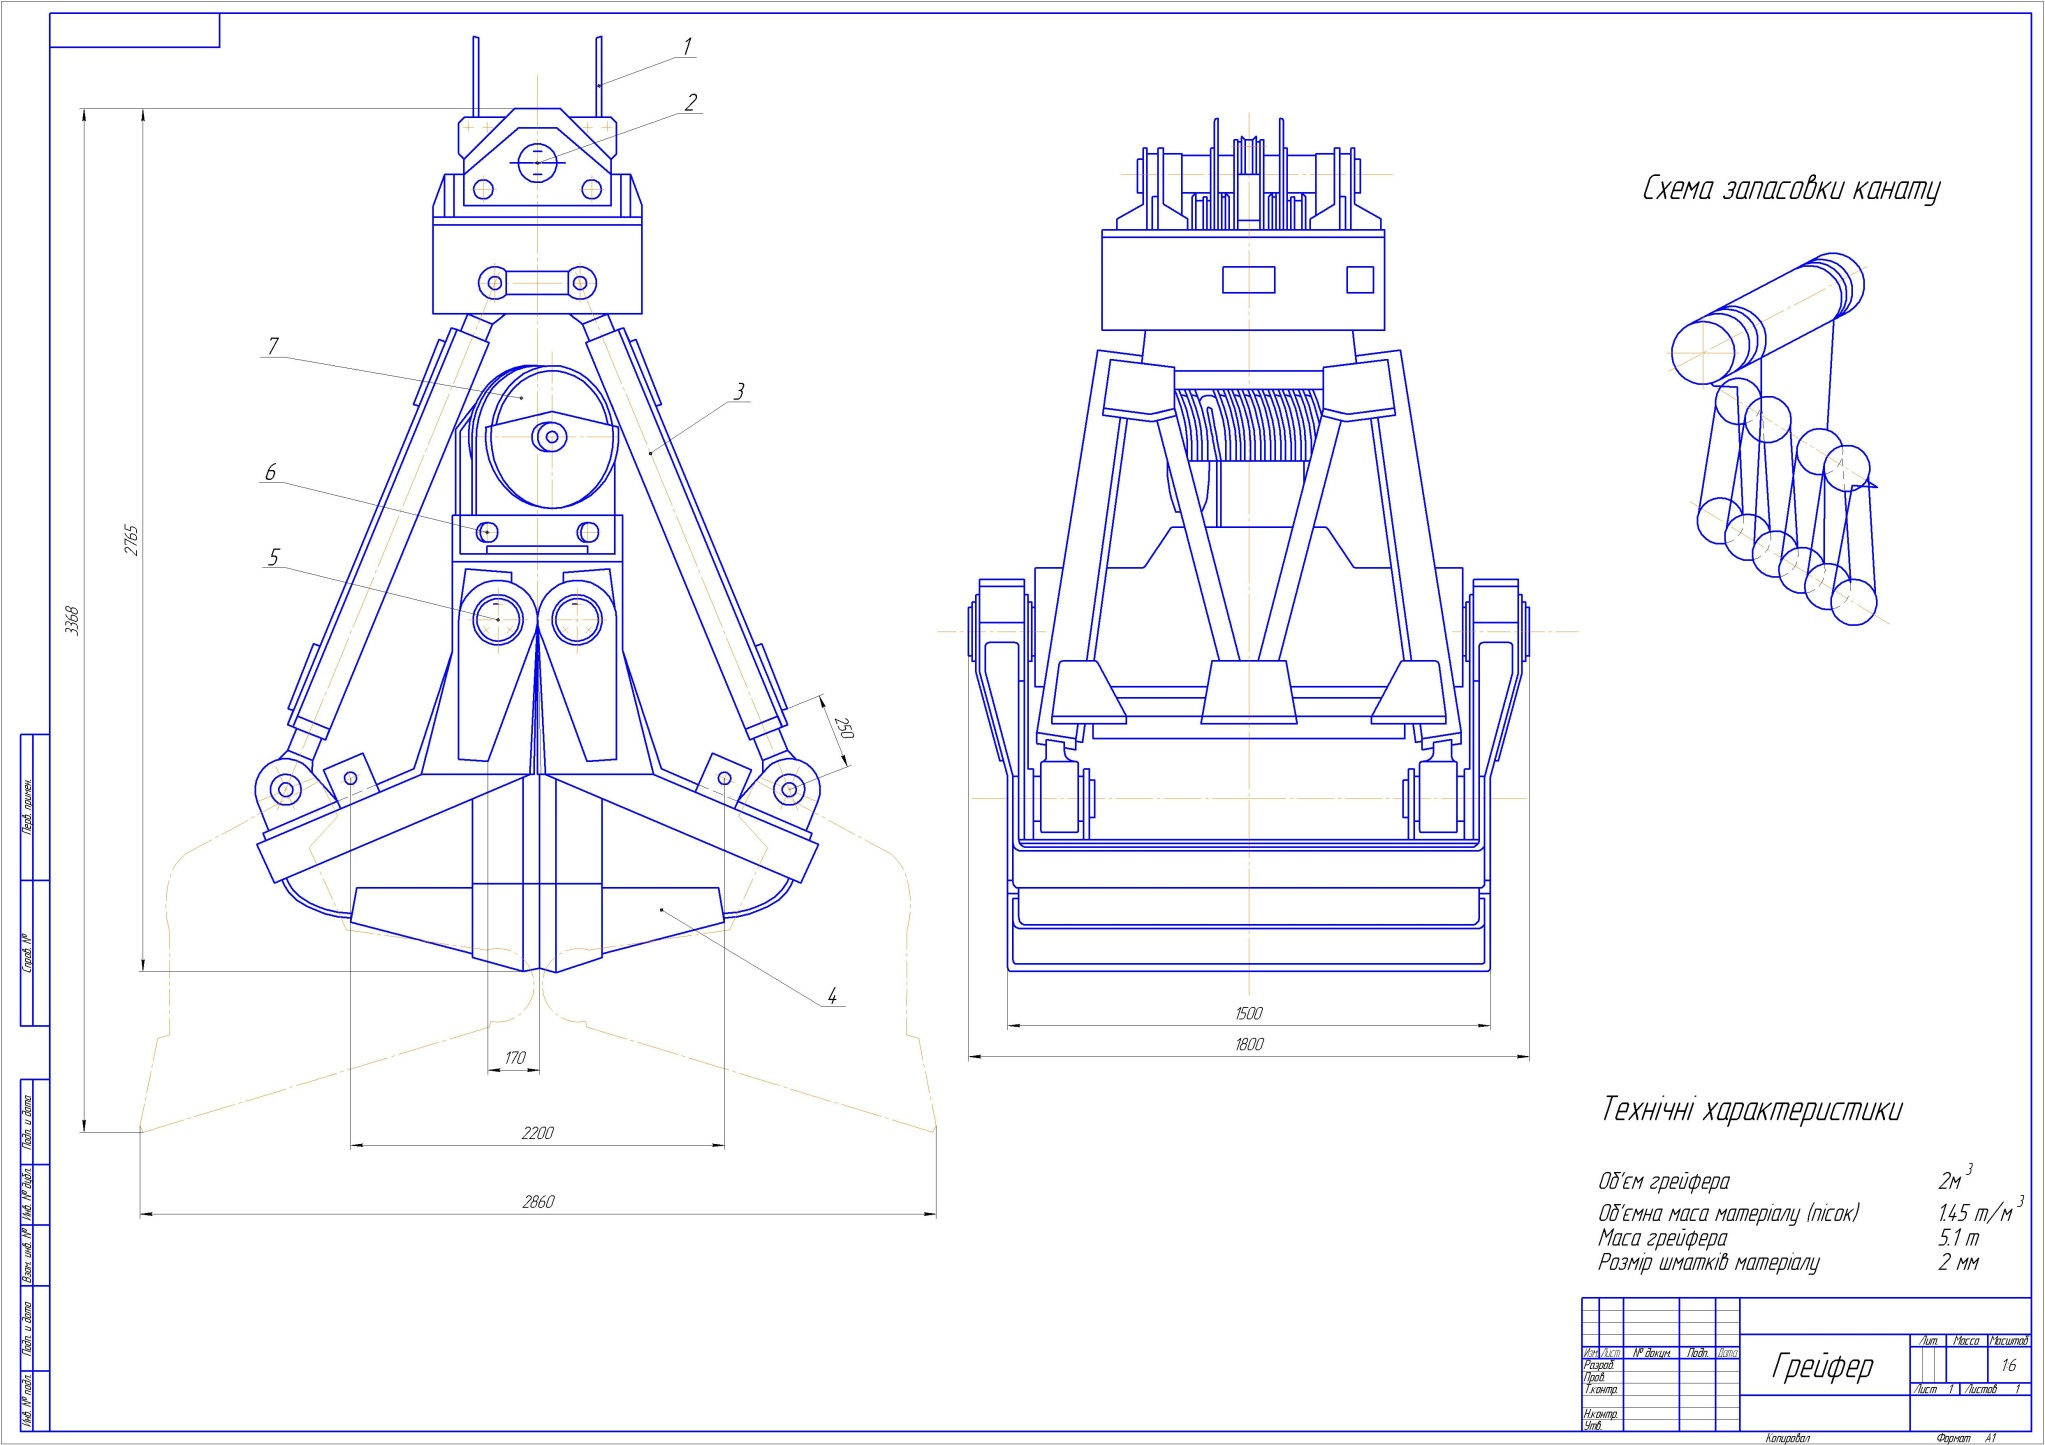 1
2
7
3
6
5
4
3368
2765
250
170
2200
2860
1500
1800
Схема запасовки канату
Технічні характеристики
Об'єм грейфера 2м³
Об'ємна маса матеріалу (пісок) 1.45 т/м³
Маса грейфера 5.1 т
Розмір шматків матеріалу 2 мм
Перв. примен.
Справ. №
Подп. и дата
Инв. № дубл.
Взам. инв. №
Подп. и дата
Инв. № подл.
Изм. Лист № докум. Подп. Дата
Разраб.
Пров.
Т.контр.
Н.контр.
Утв.
Грейфер
Лит. Масса Масштаб
1:6
Лист 1 Листов 1
Копировал Формат А1